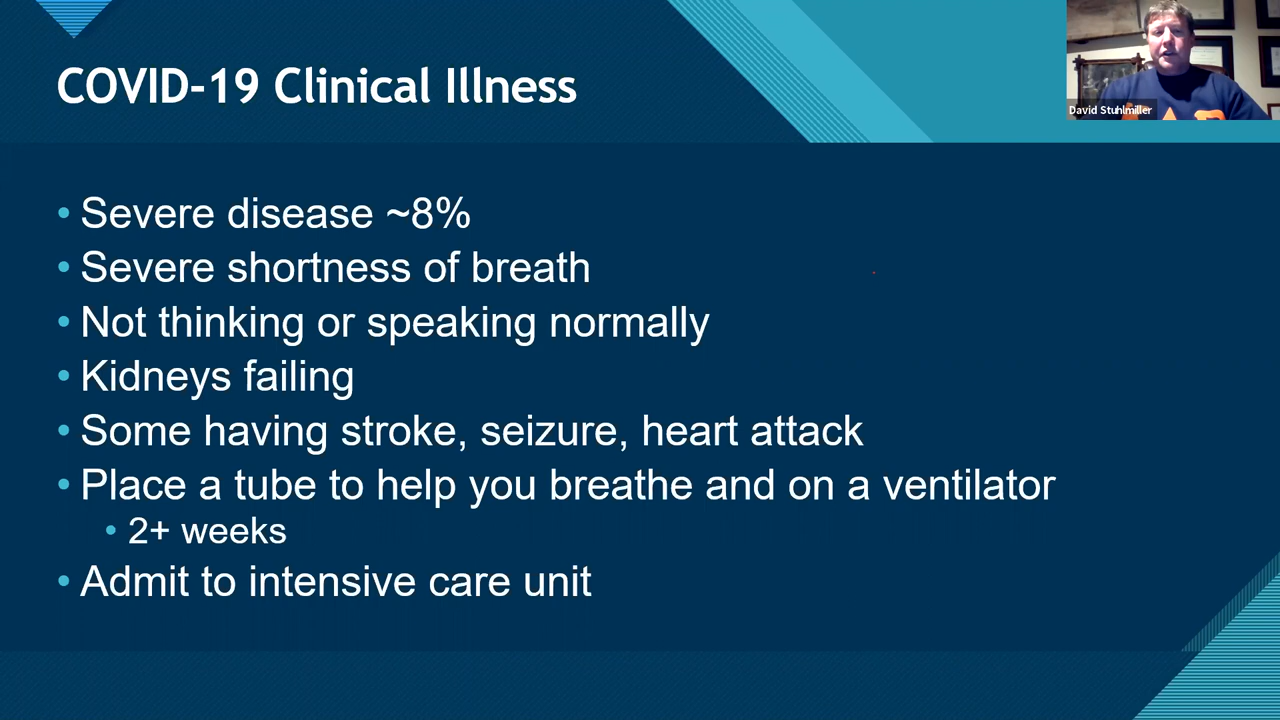 COVID-19 Clinical Illness
David Stuhlmiller
• Severe disease ~8%
• Severe shortness of breath
• Not thinking or speaking normally
• Kidneys failing
• Some having stroke, seizure, heart attack
• Place a tube to help you breathe and on a ventilator
• 2+ weeks
• Admit to intensive care unit